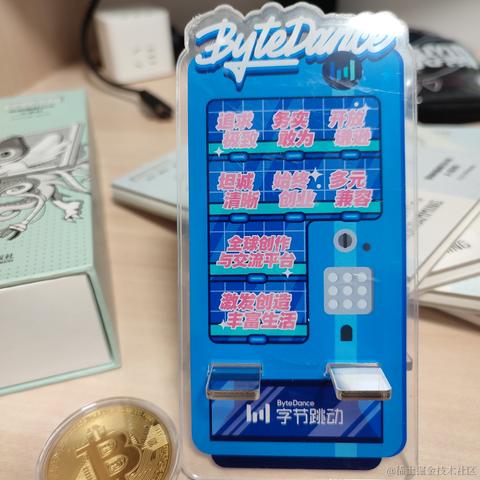 ByteDance
追求 务实 开放
极致 敢为 谦逊
坦诚 始终 多元
清晰 创业 兼容
全球创作
与交流平台
激发创造
丰富生活
ByteDance
字节跳动
@稀土掘金技术社区